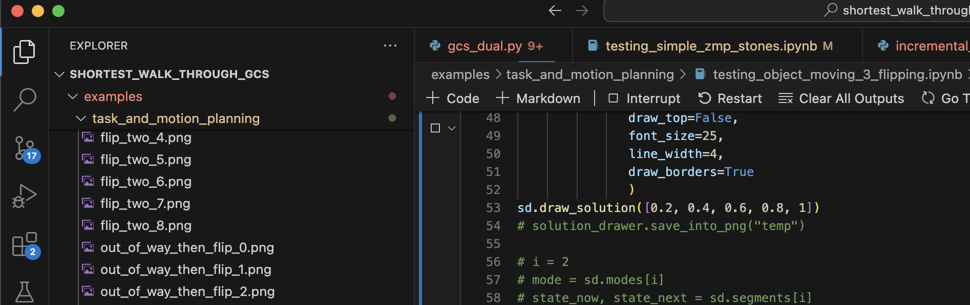 shortest_walk_throug
EXPLORER
gcs_dual.py 9+
testing_simple_zmp_stones.ipynb M
incremental_
SHORTEST_WALK_THROUGH_GCS
examples > task_and_motion_planning > testing_object_moving_3_flipping.ipynb >
examples
+ Code + Markdown Interrupt Restart Clear All Outputs Go T
task_and_motion_planning
flip_two_4.png
flip_two_5.png
flip_two_6.png
flip_two_7.png
flip_two_8.png
out_of_way_then_flip_0.png
out_of_way_then_flip_1.png
out_of_way_then_flip_2.png
17
2
48 draw_top=False,
49 font_size=25,
50 line_width=4,
51 draw_borders=True
52 )
53 sd.draw_solution([0.2, 0.4, 0.6, 0.8, 1])
54 # solution_drawer.save_into_png("temp")
55
56 # i = 2
57 # mode = sd.modes[i]
58 # state_now, state_next = sd.segments[i]